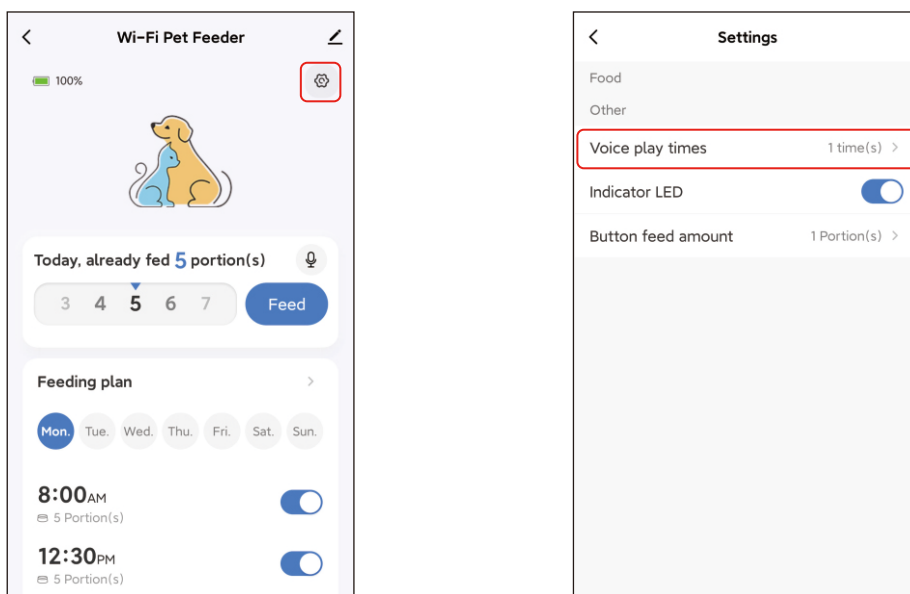 Wi-Fi Pet Feeder
100%
Today, already fed 5 portion(s)
3 4 5 6 7 Feed
Feeding plan
Mon. Tue. Wed. Thu. Fri. Sat. Sun.
8:00AM
5 Portion(s)
12:30PM
5 Portion(s)
Settings
Food
Other
Voice play times 1 time(s)
Indicator LED
Button feed amount 1 Portion(s)